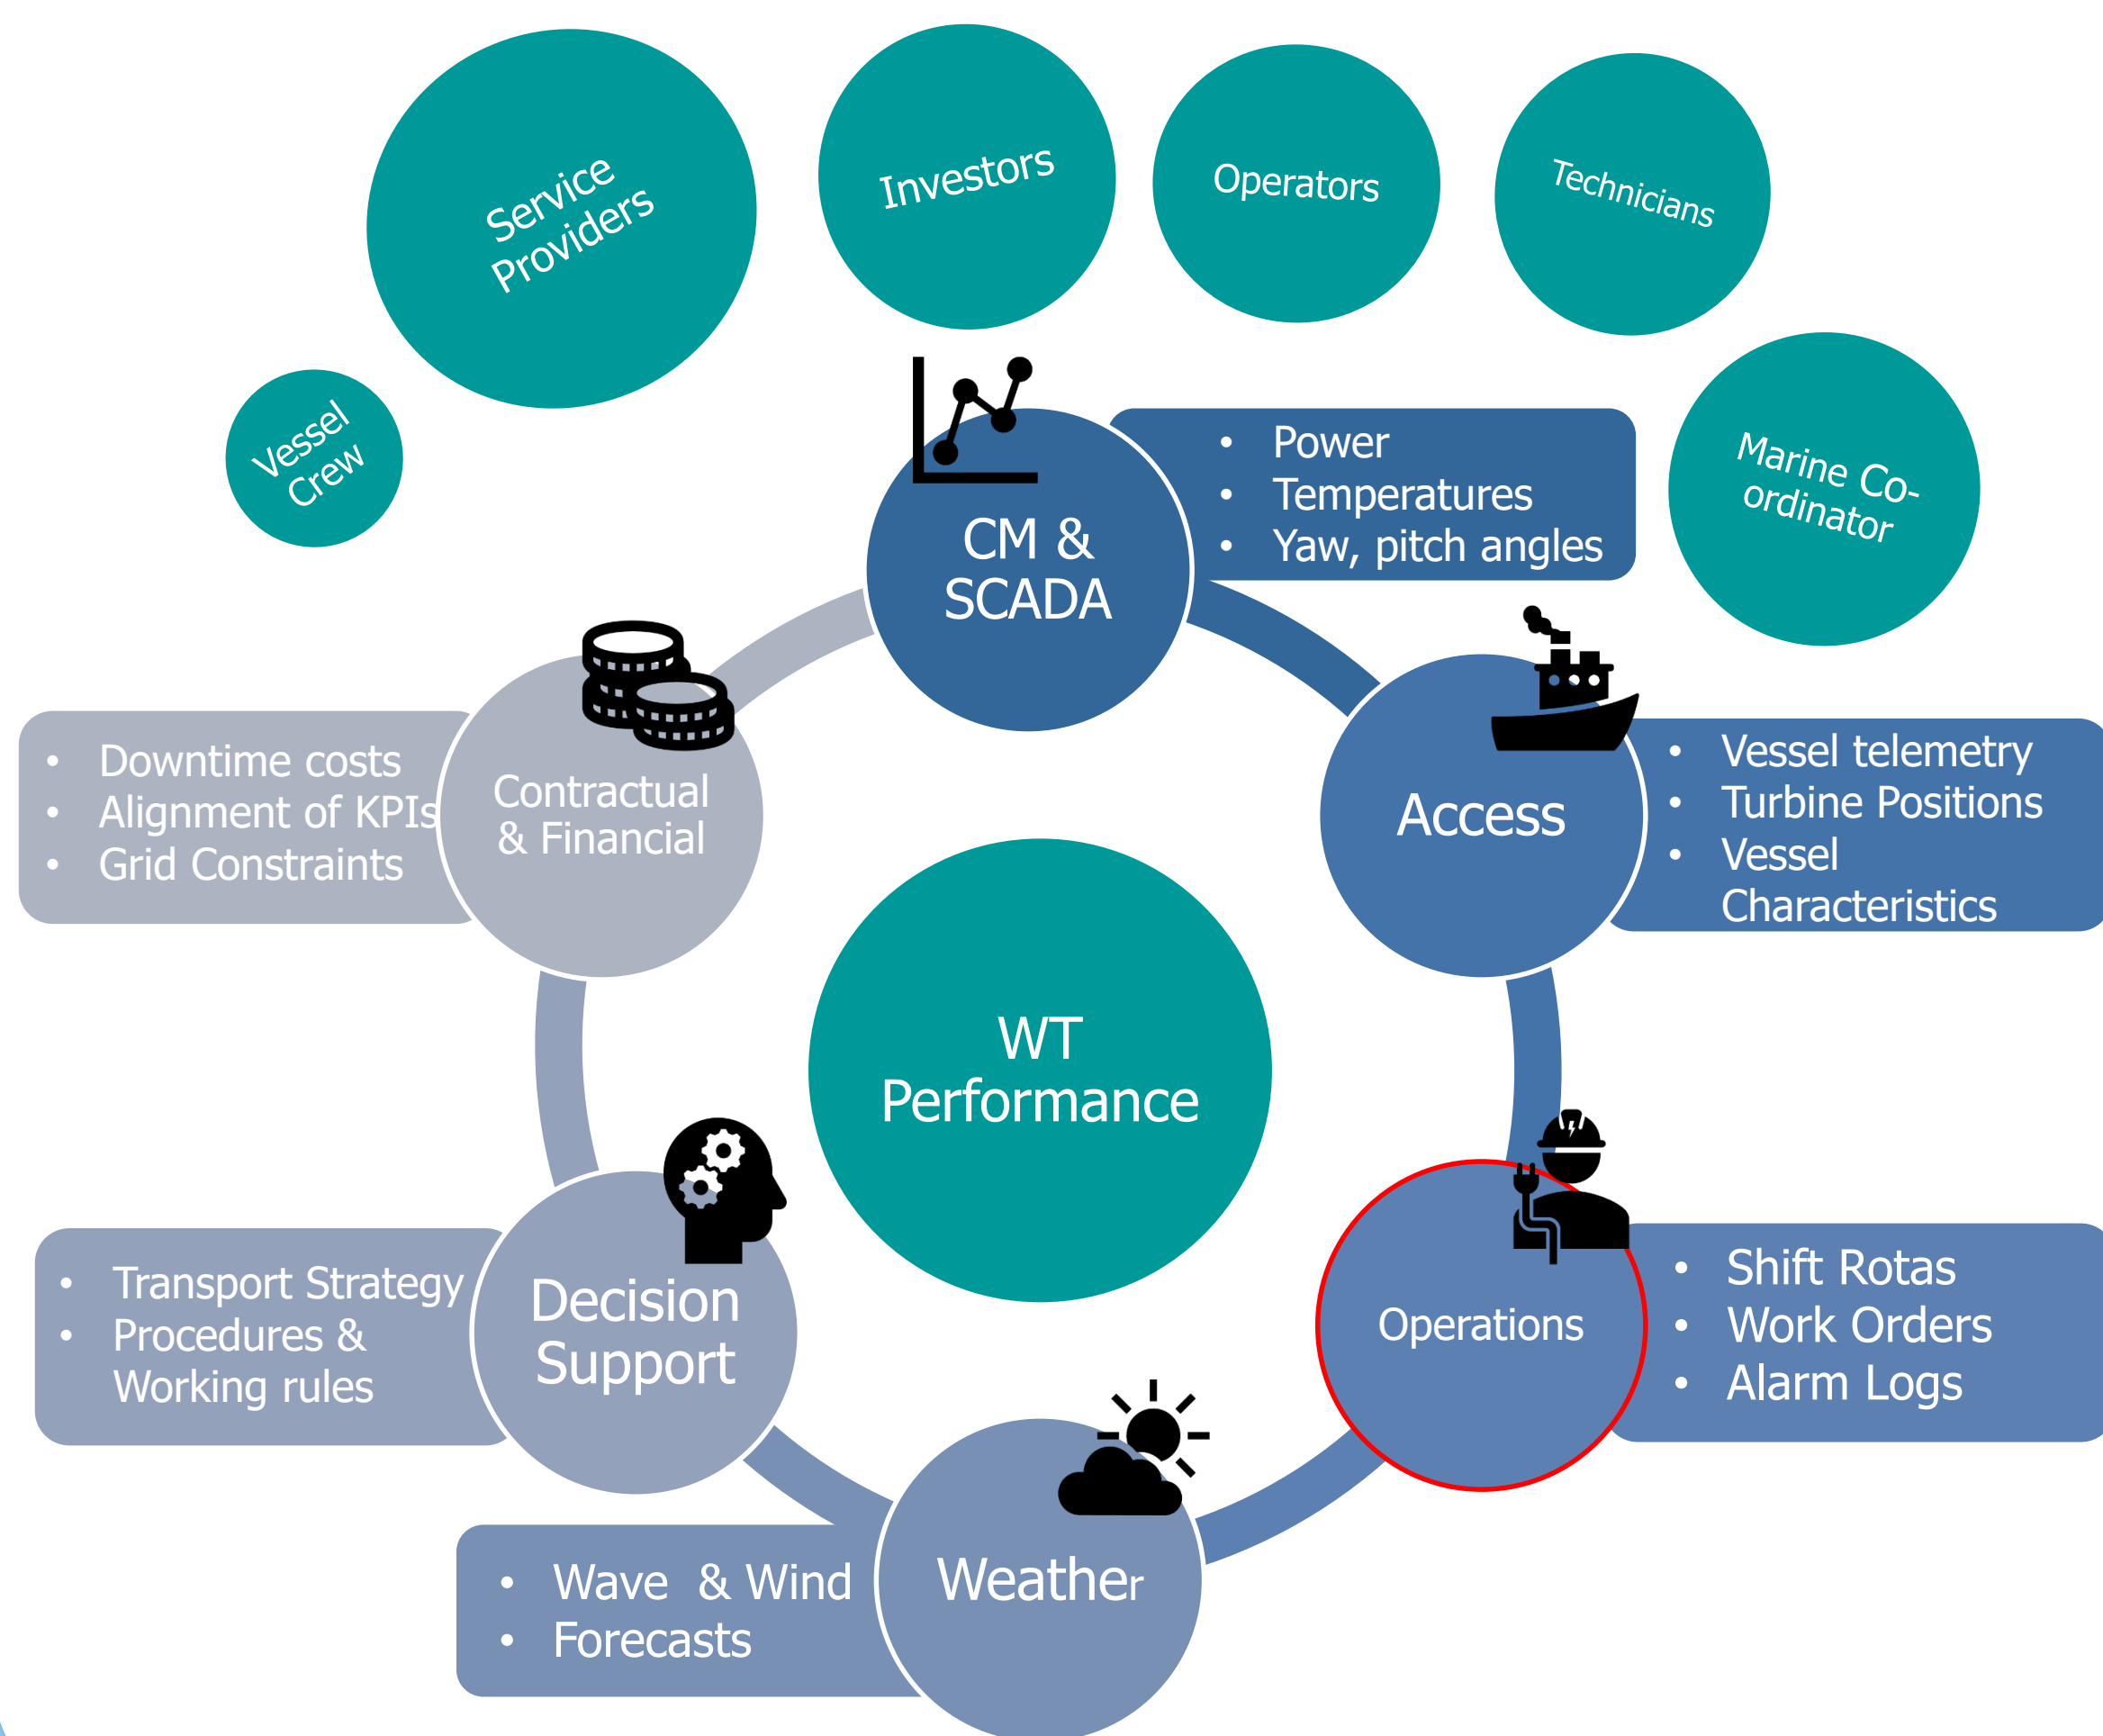 Service
Providers
Investors
Operators
Technicians
Vessel
Crew
Marine Co-
ordinator
CM &
SCADA
• Power
• Temperatures
• Yaw, pitch angles
Contractual
& Financial
• Downtime costs
• Alignment of KPIs
• Grid Constraints
Access
• Vessel telemetry
• Turbine Positions
• Vessel
Characteristics
WT
Performance
Decision
Support
• Transport Strategy
• Procedures &
Working rules
Operations
• Shift Rotas
• Work Orders
• Alarm Logs
Weather
• Wave & Wind
• Forecasts